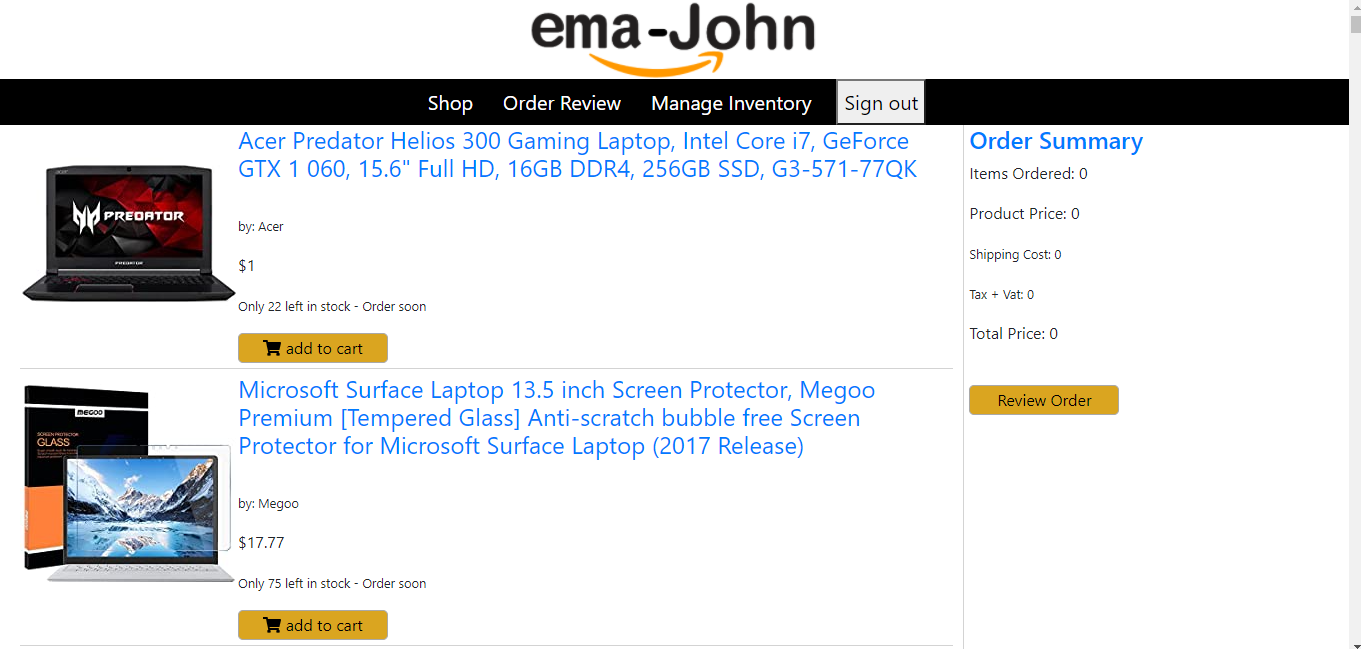 ema-John
Shop Order Review Manage Inventory Sign out
Acer Predator Helios 300 Gaming Laptop, Intel Core i7, GeForce
GTX 1 060, 15.6" Full HD, 16GB DDR4, 256GB SSD, G3-571-77QK
PREDATOR
PREDATOR
by: Acer
$1
Only 22 left in stock - Order soon
add to cart
Microsoft Surface Laptop 13.5 inch Screen Protector, Megoo
Premium [Tempered Glass] Anti-scratch bubble free Screen
Protector for Microsoft Surface Laptop (2017 Release)
MEGOO
SCREEN PROTECTOR
GLASS
by: Megoo
$17.77
Only 75 left in stock - Order soon
add to cart
Order Summary
Items Ordered: 0
Product Price: 0
Shipping Cost: 0
Tax + Vat: 0
Total Price: 0
Review Order